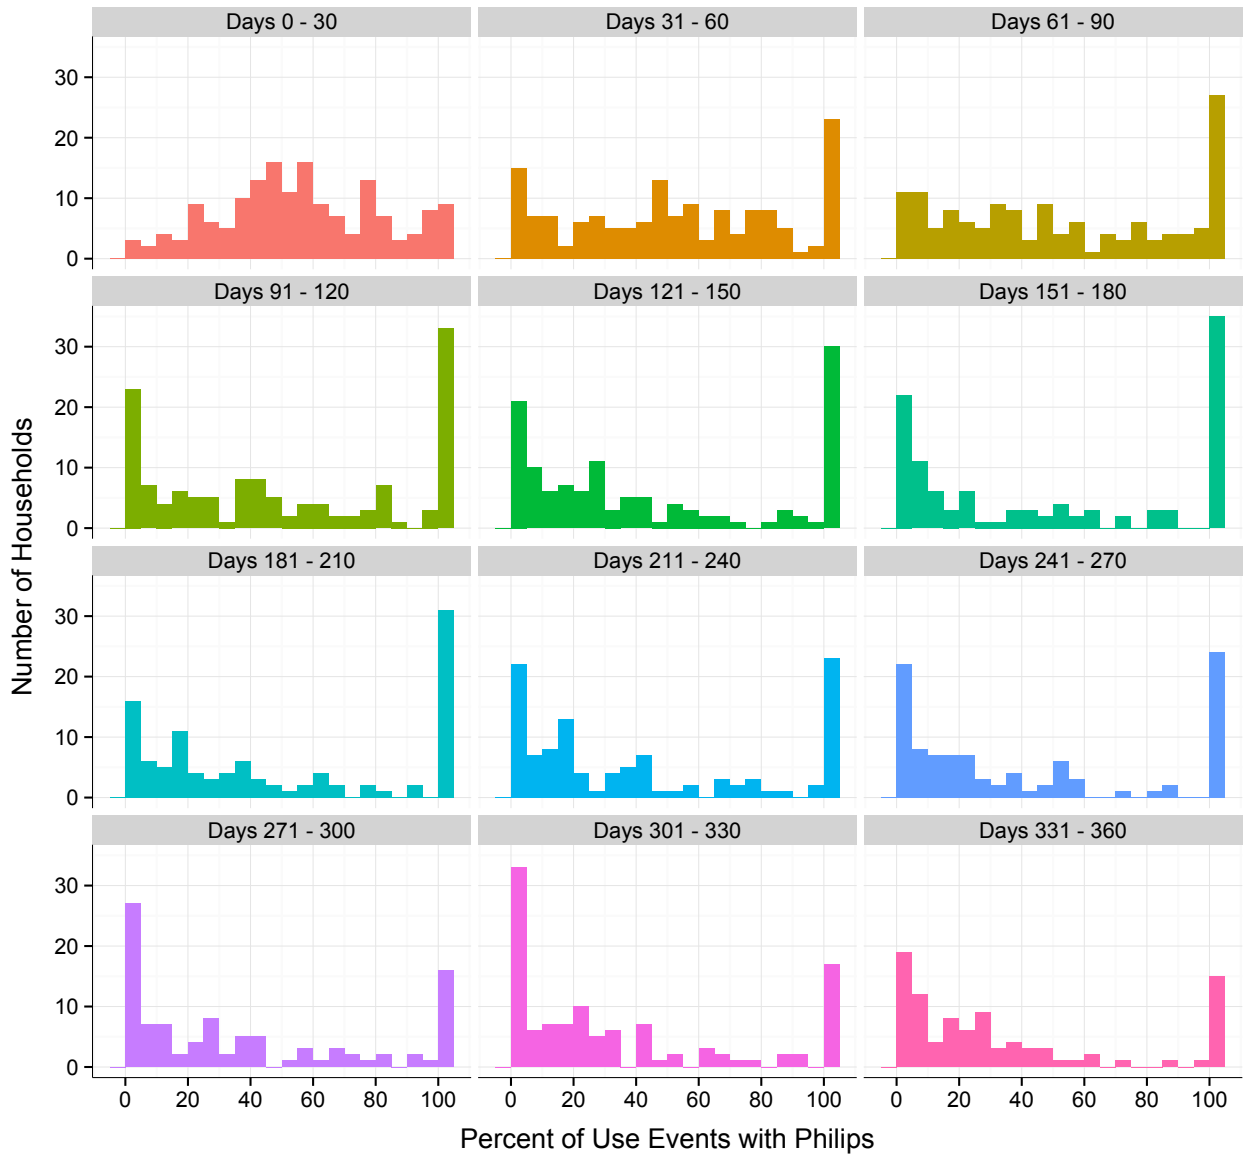 Days 0 - 30 Days 31 - 60 Days 61 - 90
30
20
10
0
Days 91 - 120 Days 121 - 150 Days 151 - 180
30
20
10
0
Days 181 - 210 Days 211 - 240 Days 241 - 270
30
20
10
0
Days 271 - 300 Days 301 - 330 Days 331 - 360
30
20
10
0
0 20 40 60 80 100 0 20 40 60 80 100 0 20 40 60 80 100
Number of Households
Percent of Use Events with Philips